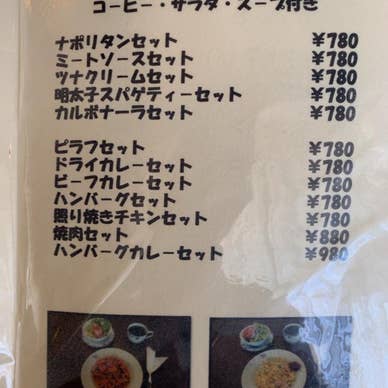 コーヒー・サラダ・スープ付き
ナポリタンセット ￥780
ミートソースセット ￥780
ツナクリームセット ￥780
明太子スパゲティーセット ￥780
カルボナーラセット ￥780
ピラフセット ￥780
ドライカレーセット ￥780
ビーフカレーセット ￥780
ハンバーグセット ￥780
照り焼きチキンセット ￥780
焼肉セット ￥880
ハンバーグカレーセット ￥980